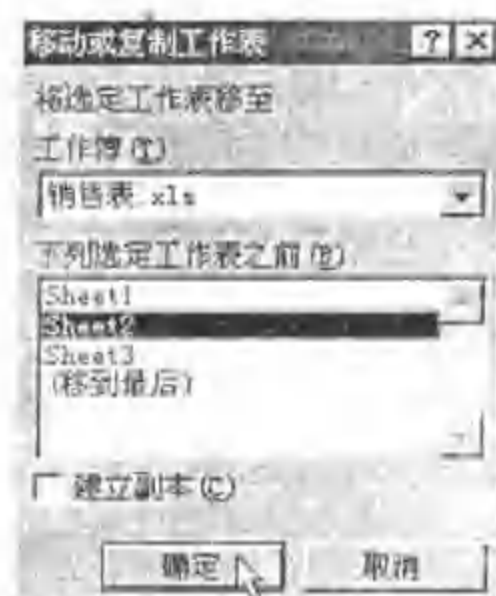 移动或复制工作表 ? ×
将选定工作表移至
工作簿(T)
销售表.xls
下列选定工作表之前(B)
Sheet1
Sheet2
Sheet3
(移到最后)
建立副本(C)
确定 取消